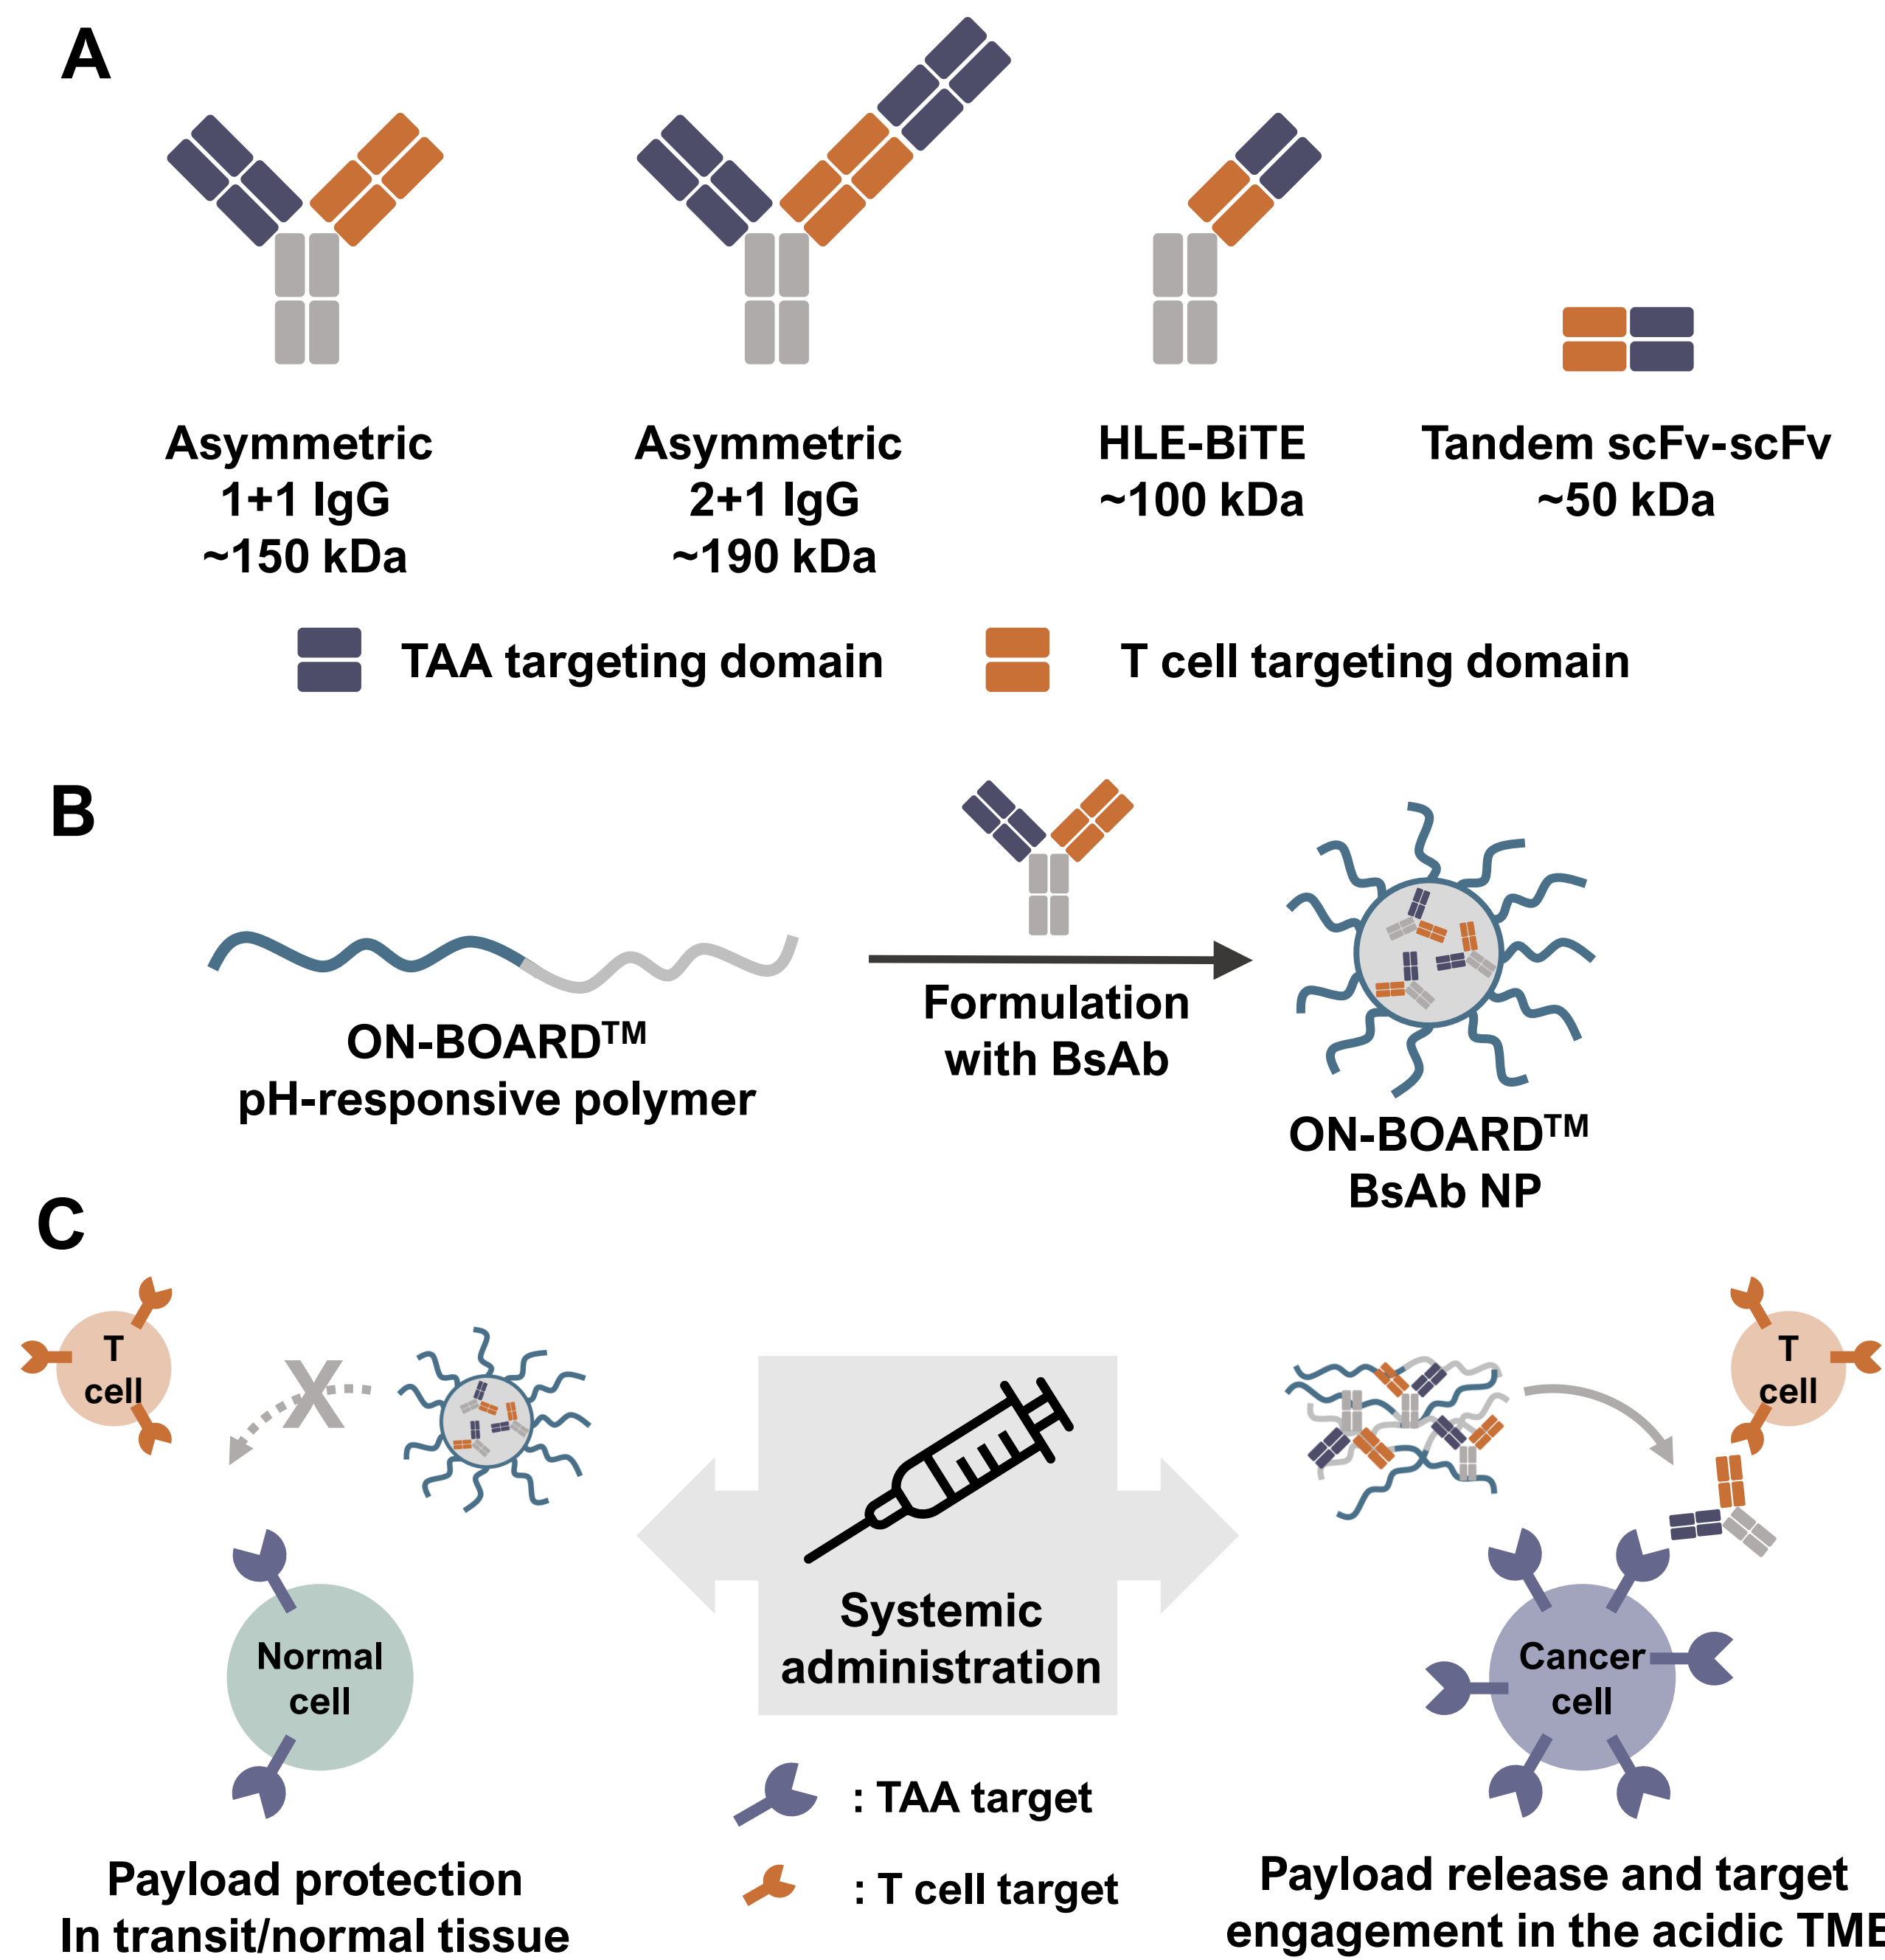 A
Asymmetric
1+1 IgG
~150 kDa
Asymmetric
2+1 IgG
~190 kDa
HLE-BiTE
~100 kDa
Tandem scFv-scFv
~50 kDa
TAA targeting domain
T cell targeting domain
B
ON-BOARD™
pH-responsive polymer
Formulation
with BsAb
ON-BOARD™
BsAb NP
C
T
cell
X
Normal
cell
Payload protection
In transit/normal tissue
Systemic
administration
: TAA target
: T cell target
T
cell
Cancer
cell
Payload release and target
engagement in the acidic TME